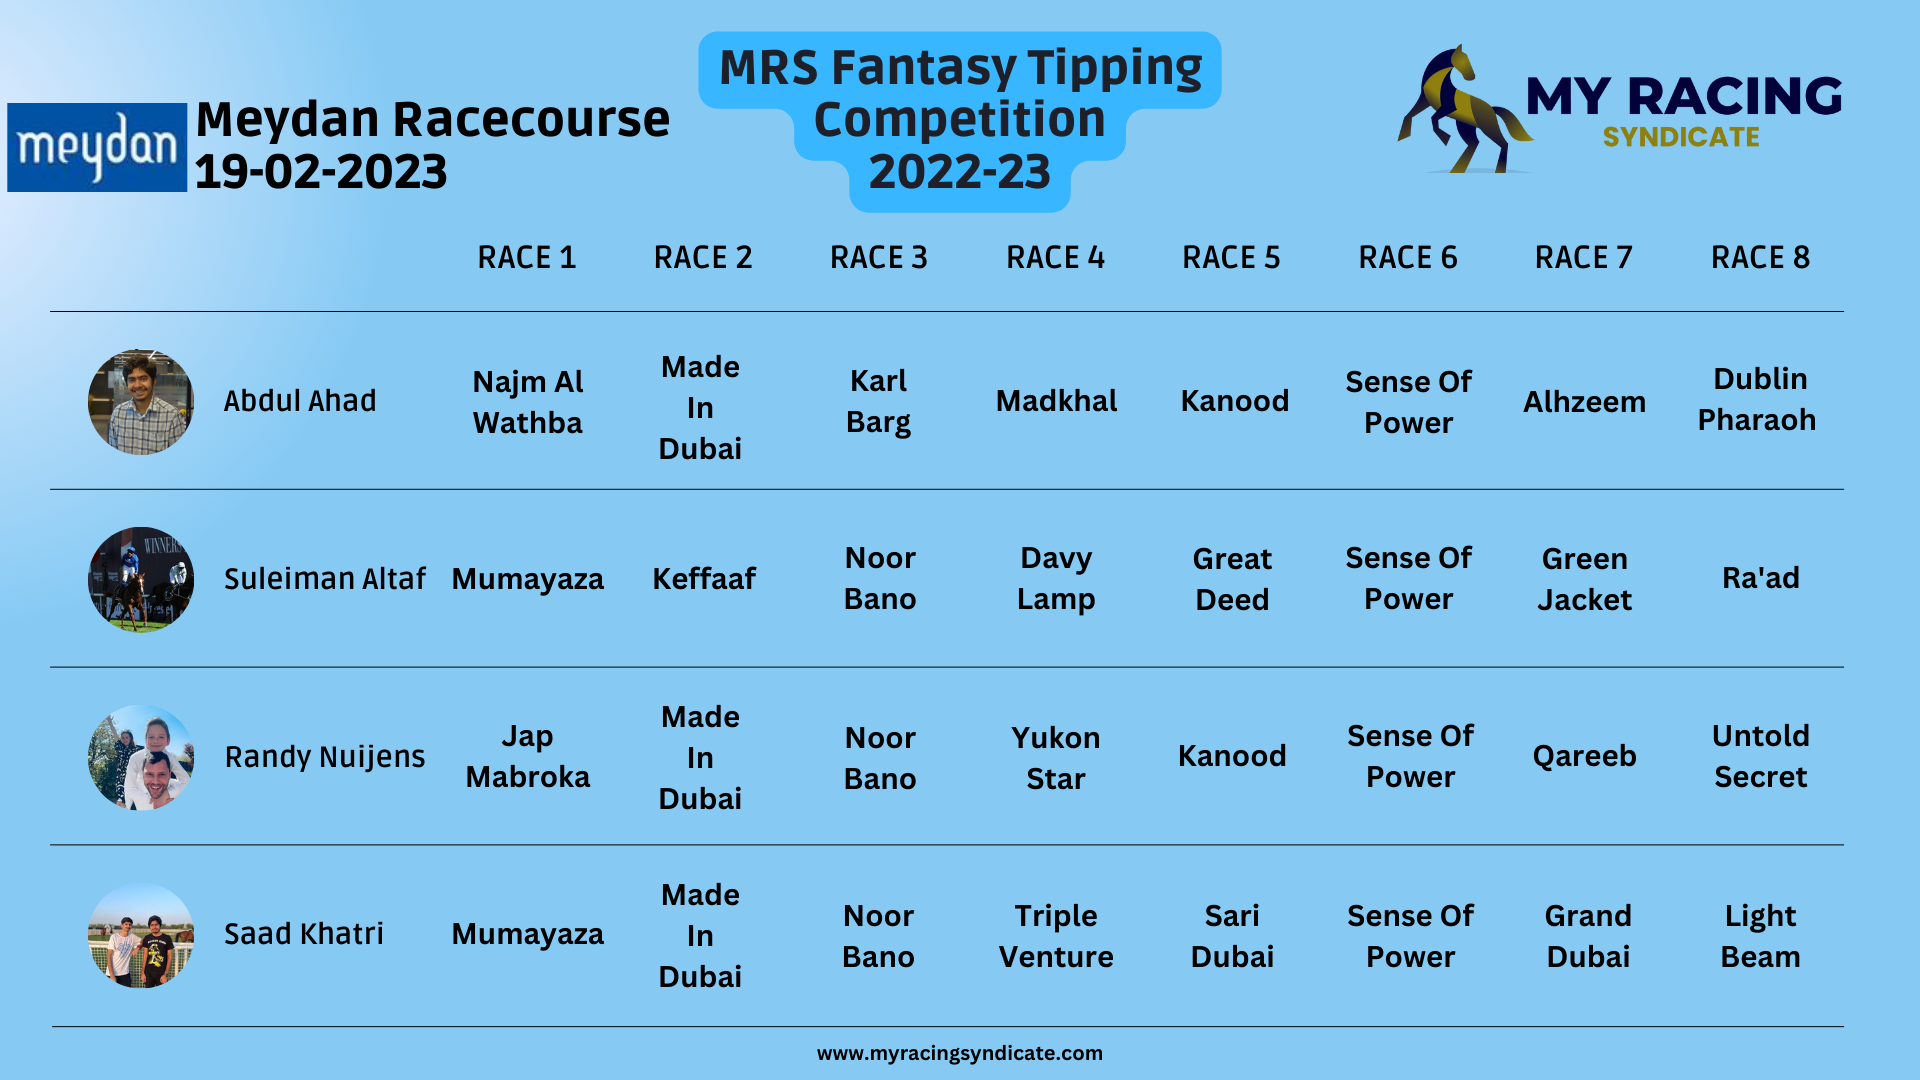 MRS Fantasy Tipping
Competition
2022-23
meydan
Meydan Racecourse
19-02-2023
MY RACING
SYNDICATE
RACE 1 RACE 2 RACE 3 RACE 4 RACE 5 RACE 6 RACE 7 RACE 8
Abdul Ahad
Najm Al
Wathba
Made
In
Dubai
Karl
Barg
Madkhal
Kanood
Sense Of
Power
Alhzeem
Dublin
Pharaoh
WINNERS
Suleiman Altaf
Mumayaza
Keffaaf
Noor
Bano
Davy
Lamp
Great
Deed
Sense Of
Power
Green
Jacket
Ra'ad
Randy Nuijens
Jap
Mabroka
Made
In
Dubai
Noor
Bano
Yukon
Star
Kanood
Sense Of
Power
Qareeb
Untold
Secret
Saad Khatri
Mumayaza
Made
In
Dubai
Noor
Bano
Triple
Venture
Sari
Dubai
Sense Of
Power
Grand
Dubai
Light
Beam
www.myracingsyndicate.com